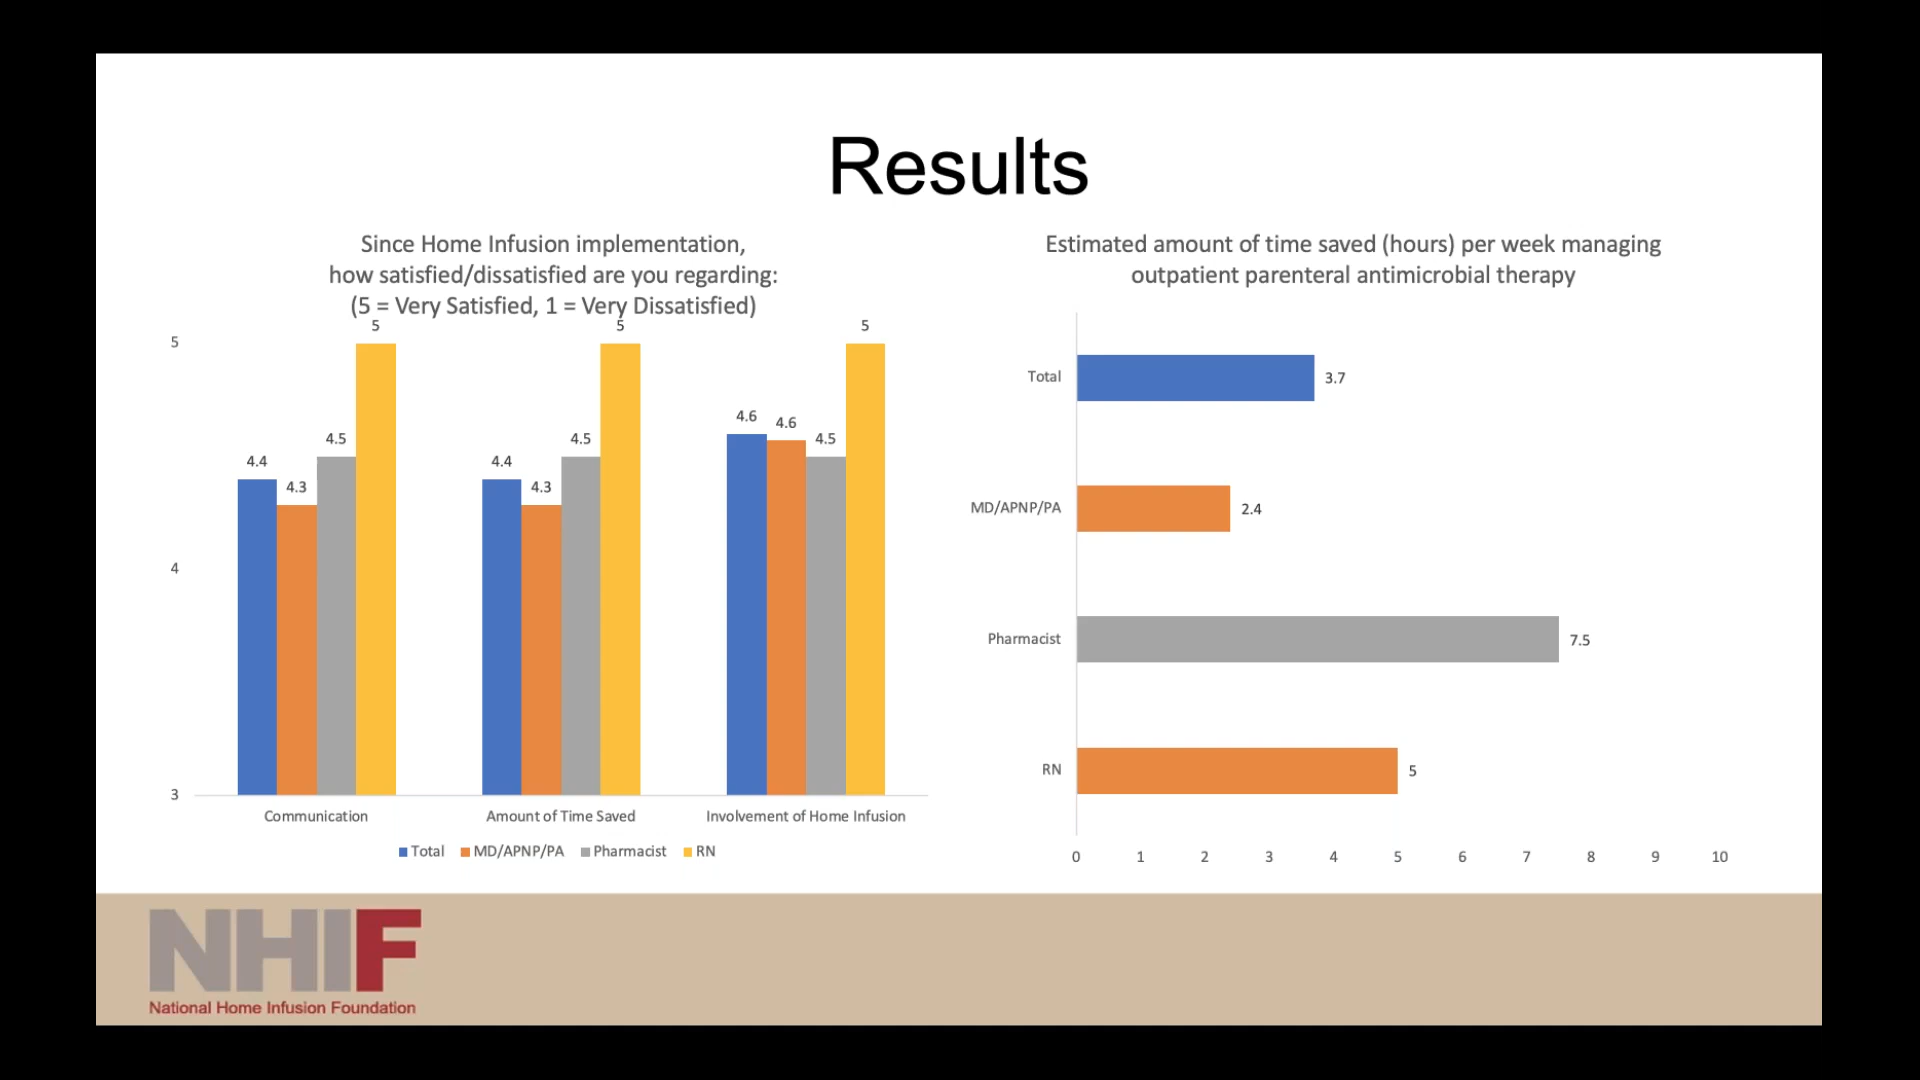 Results
Since Home Infusion implementation,
how satisfied/dissatisfied are you regarding:
(5 = Very Satisfied, 1 = Very Dissatisfied)
5
4
3
4.4
4.3
4.5
5
4.4
4.3
4.5
5
4.6
4.6
4.5
5
Communication
Amount of Time Saved
Involvement of Home Infusion
Total MD/APNP/PA Pharmacist RN
Estimated amount of time saved (hours) per week managing
outpatient parenteral antimicrobial therapy
Total 3.7
MD/APNP/PA 2.4
Pharmacist 7.5
RN 5
0 1 2 3 4 5 6 7 8 9 10
NHIF
National Home Infusion Foundation